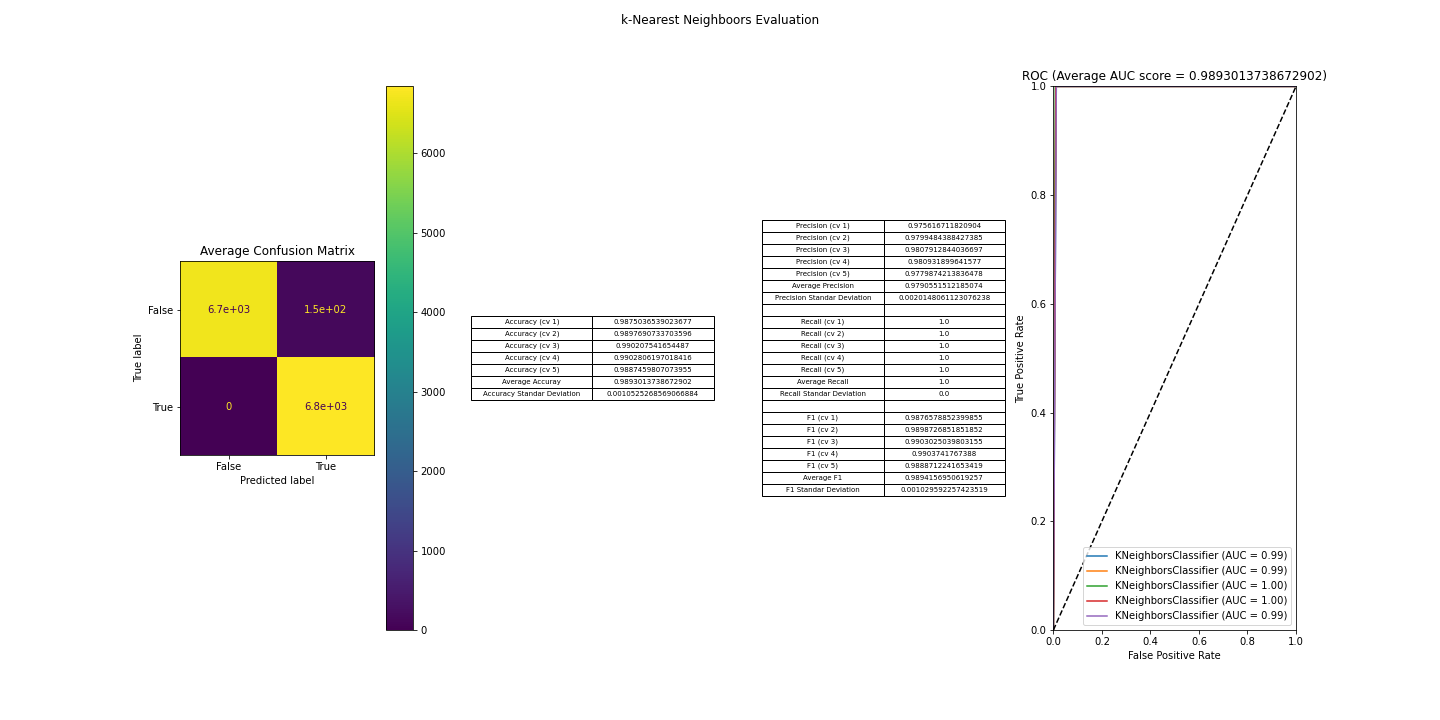 k-Nearest Neighboors Evaluation
Average Confusion Matrix
True label
False
True
6.7e+03 1.5e+02
0 6.8e+03
False True
Predicted label
6000
5000
4000
3000
2000
1000
0
Accuracy (cv 1) 0.9875036539023677
Accuracy (cv 2) 0.9897690733703596
Accuracy (cv 3) 0.990207541654487
Accuracy (cv 4) 0.9902806197018416
Accuracy (cv 5) 0.9887459807073955
Average Accuray 0.9893013738672902
Accuracy Standar Deviation 0.0010525268569066884
Precision (cv 1) 0.975616711820904
Precision (cv 2) 0.9799484388427385
Precision (cv 3) 0.9807912844036697
Precision (cv 4) 0.980931899641577
Precision (cv 5) 0.9779874213836478
Average Precision 0.9790551512185074
Precision Standar Deviation 0.0020148061123076238
Recall (cv 1) 1.0
Recall (cv 2) 1.0
Recall (cv 3) 1.0
Recall (cv 4) 1.0
Recall (cv 5) 1.0
Average Recall 1.0
Recall Standar Deviation 0.0
F1 (cv 1) 0.9876578852399855
F1 (cv 2) 0.9898726851851852
F1 (cv 3) 0.9903025039803155
F1 (cv 4) 0.9903741767388
F1 (cv 5) 0.9888712241653419
Average F1 0.9894156950619257
F1 Standar Deviation 0.001029592257423519
ROC (Average AUC score = 0.9893013738672902)
True Positive Rate
1.0
0.8
0.6
0.4
0.2
0.0
KNeighborsClassifier (AUC = 0.99)
KNeighborsClassifier (AUC = 0.99)
KNeighborsClassifier (AUC = 1.00)
KNeighborsClassifier (AUC = 1.00)
KNeighborsClassifier (AUC = 0.99)
0.0 0.2 0.4 0.6 0.8 1.0
False Positive Rate